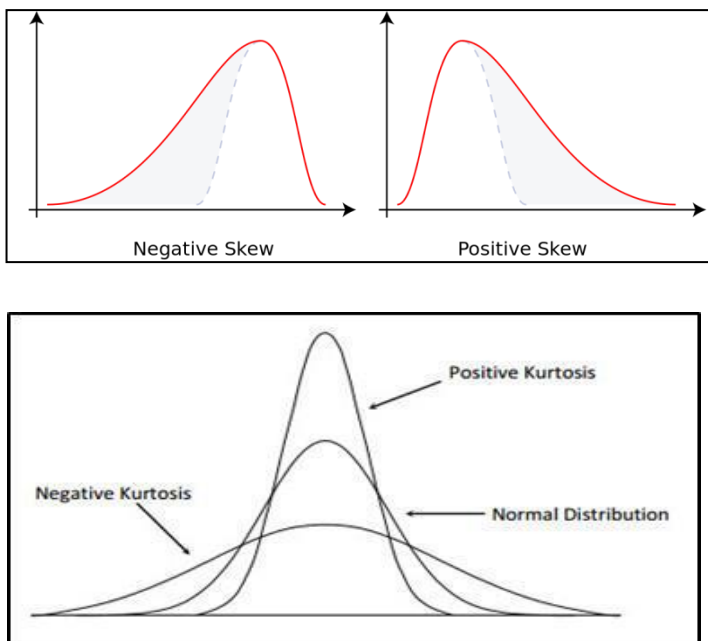 Negative Skew
Positive Skew
Positive Kurtosis
Negative Kurtosis
Normal Distribution